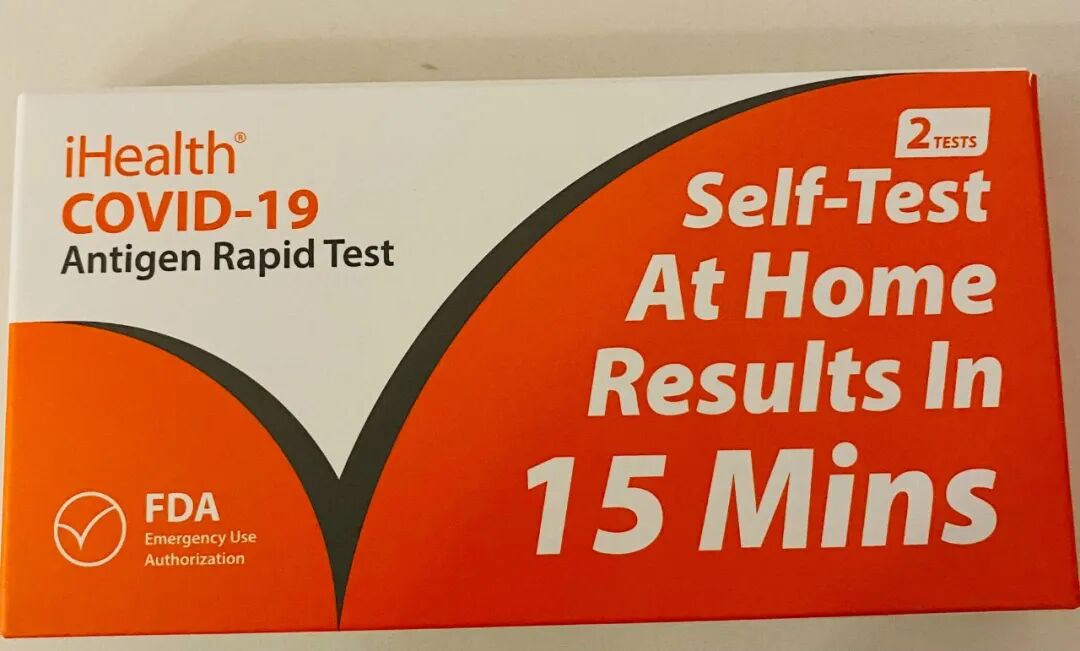 iHealth®
COVID-19
Antigen Rapid Test
2 TESTS
Self-Test
At Home
Results In
15 Mins
FDA
Emergency Use
Authorization